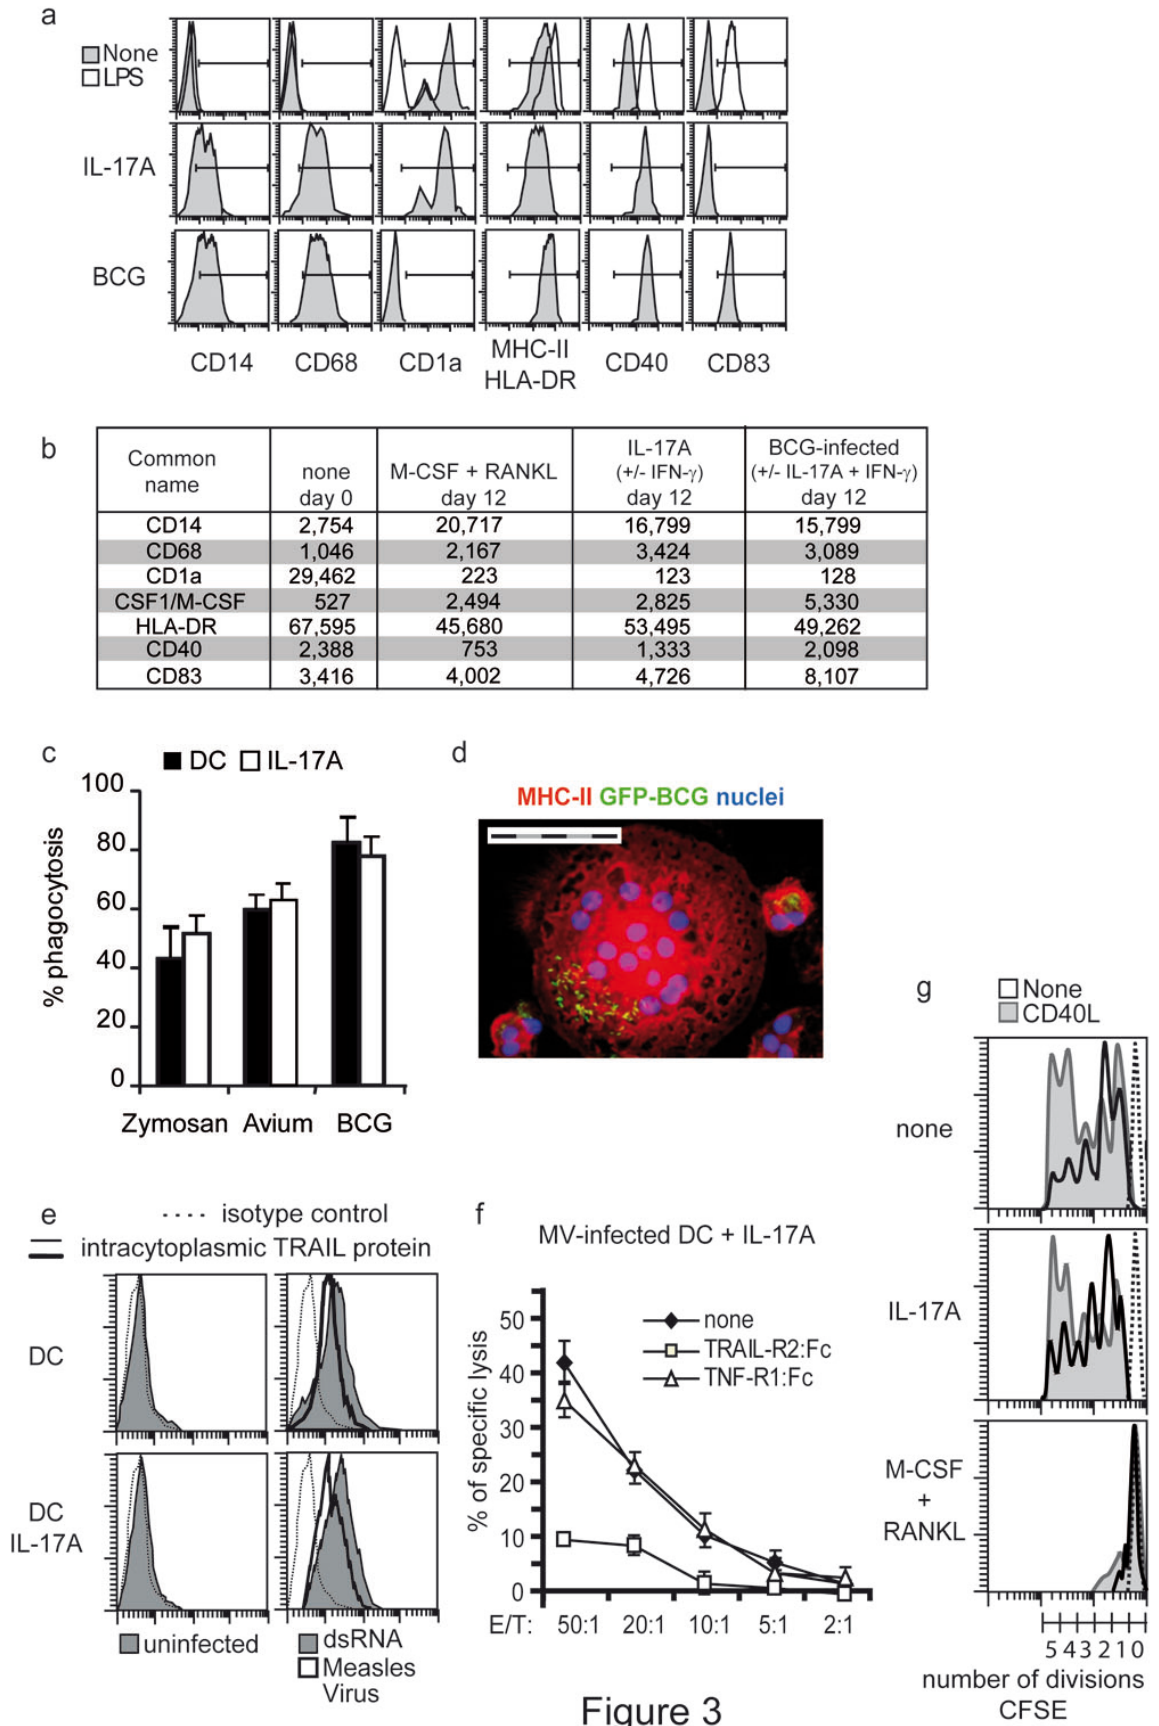 a
None
LPS
IL-17A
BCG
CD14 CD68 CD1a MHC-II HLA-DR CD40 CD83
b
Common name none day 0 M-CSF + RANKL day 12 IL-17A (+/- IFN-γ) day 12 BCG-infected (+/- IL-17A + IFN-γ) day 12
CD14 2,754 20,717 16,799 15,799
CD68 1,046 2,167 3,424 3,089
CD1a 29,462 223 123 128
CSF1/M-CSF 527 2,494 2,825 5,330
HLA-DR 67,595 45,680 53,495 49,262
CD40 2,388 753 1,333 2,098
CD83 3,416 4,002 4,726 8,107
c
DC IL-17A
% phagocytosis
100
80
60
40
20
0
Zymosan Avium BCG
d
MHC-II GFP-BCG nuclei
e
isotype control
intracytoplasmic TRAIL protein
DC
DC
IL-17A
uninfected
dsRNA
Measles
Virus
f
MV-infected DC + IL-17A
none
TRAIL-R2:Fc
TNF-R1:Fc
% of specific lysis
50
40
30
20
10
0
E/T: 50:1 20:1 10:1 5:1 2:1
g
None
CD40L
none
IL-17A
M-CSF
+
RANKL
5 4 3 2 1 0
number of divisions
CFSE
Figure 3